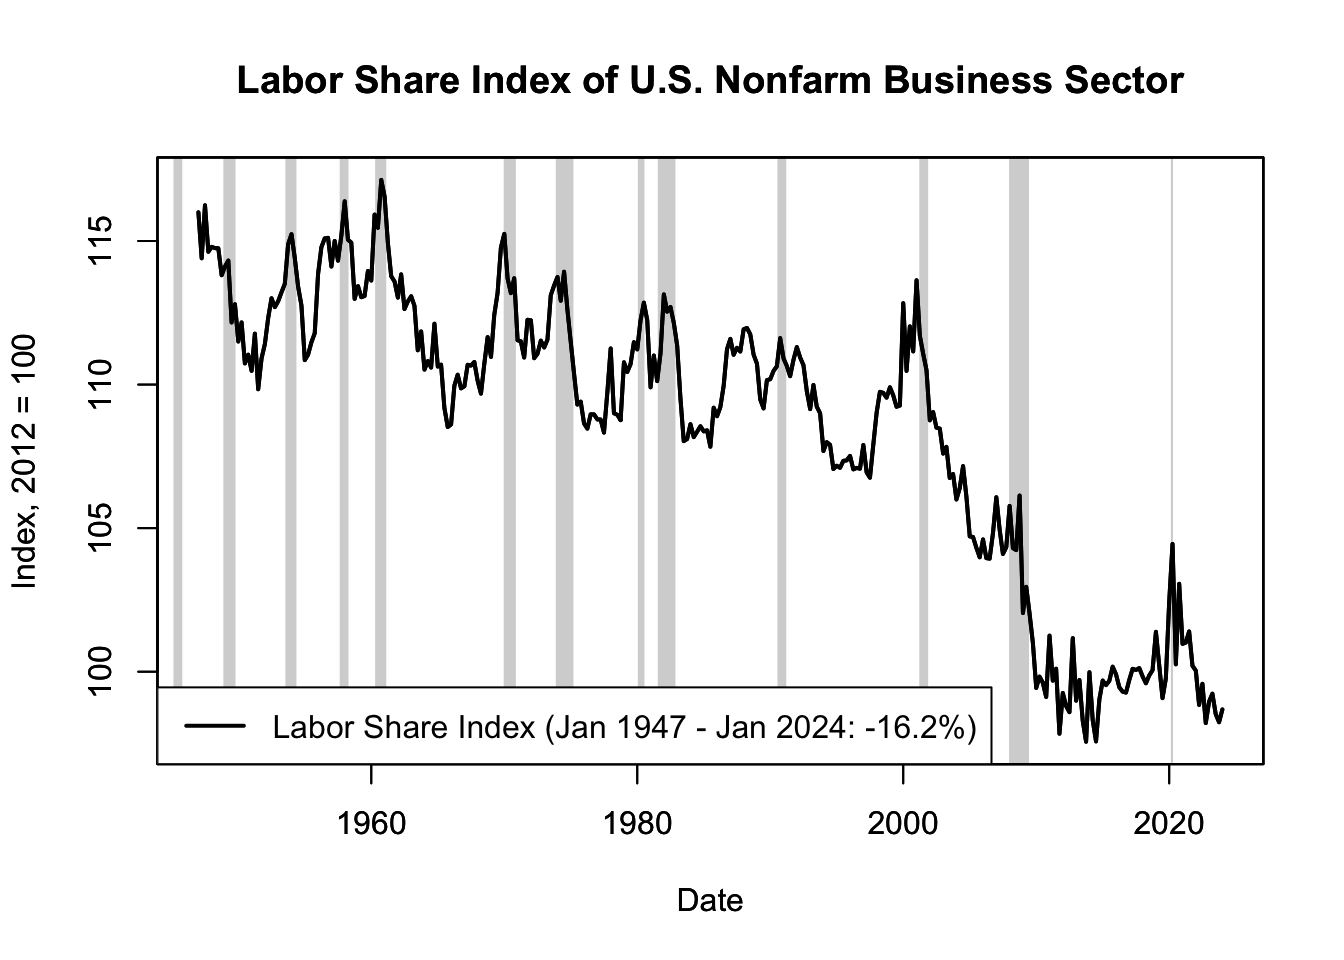 Labor Share Index of U.S. Nonfarm Business Sector
Index, 2012 = 100
115
110
105
100
Labor Share Index (Jan 1947 - Jan 2024: -16.2%)
1960 1980 2000 2020
Date